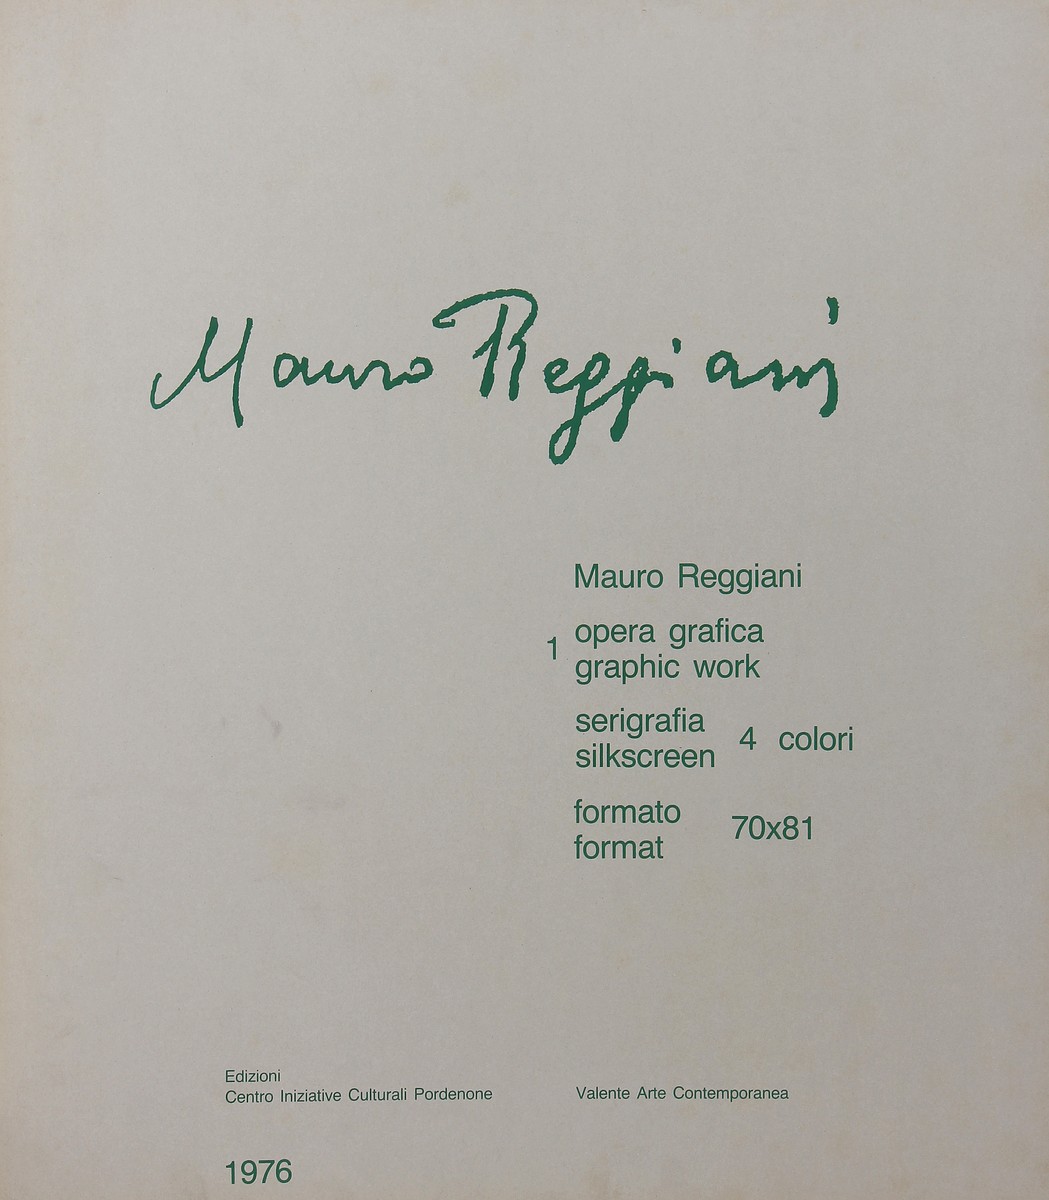 Mauro Reggiani
Mauro Reggiani
1 opera grafica
graphic work
serigrafia
silkscreen 4 colori
formato
format 70x81
Edizioni
Centro Iniziative Culturali Pordenone
Valente Arte Contemporanea
1976